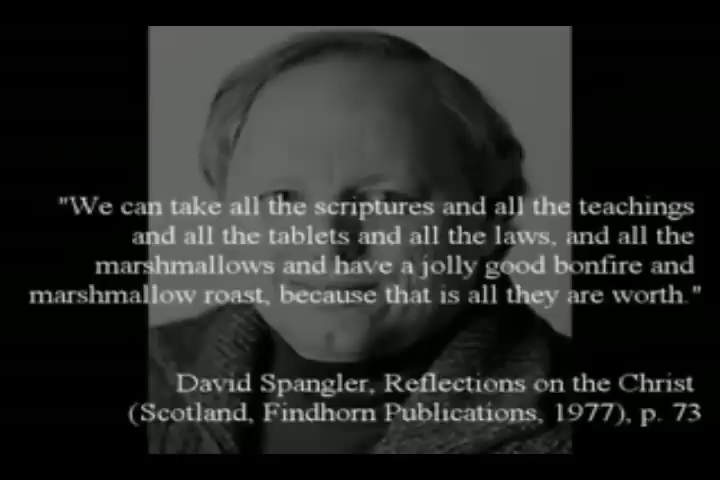 "We can take all the scriptures and all the teachings
and all the tablets and all the laws, and all the
marshmallows and have a jolly good bonfire and
marshmallow roast, because that is all they are worth."
David Spangler, Reflections on the Christ
(Scotland, Findhorn Publications, 1977), p. 73